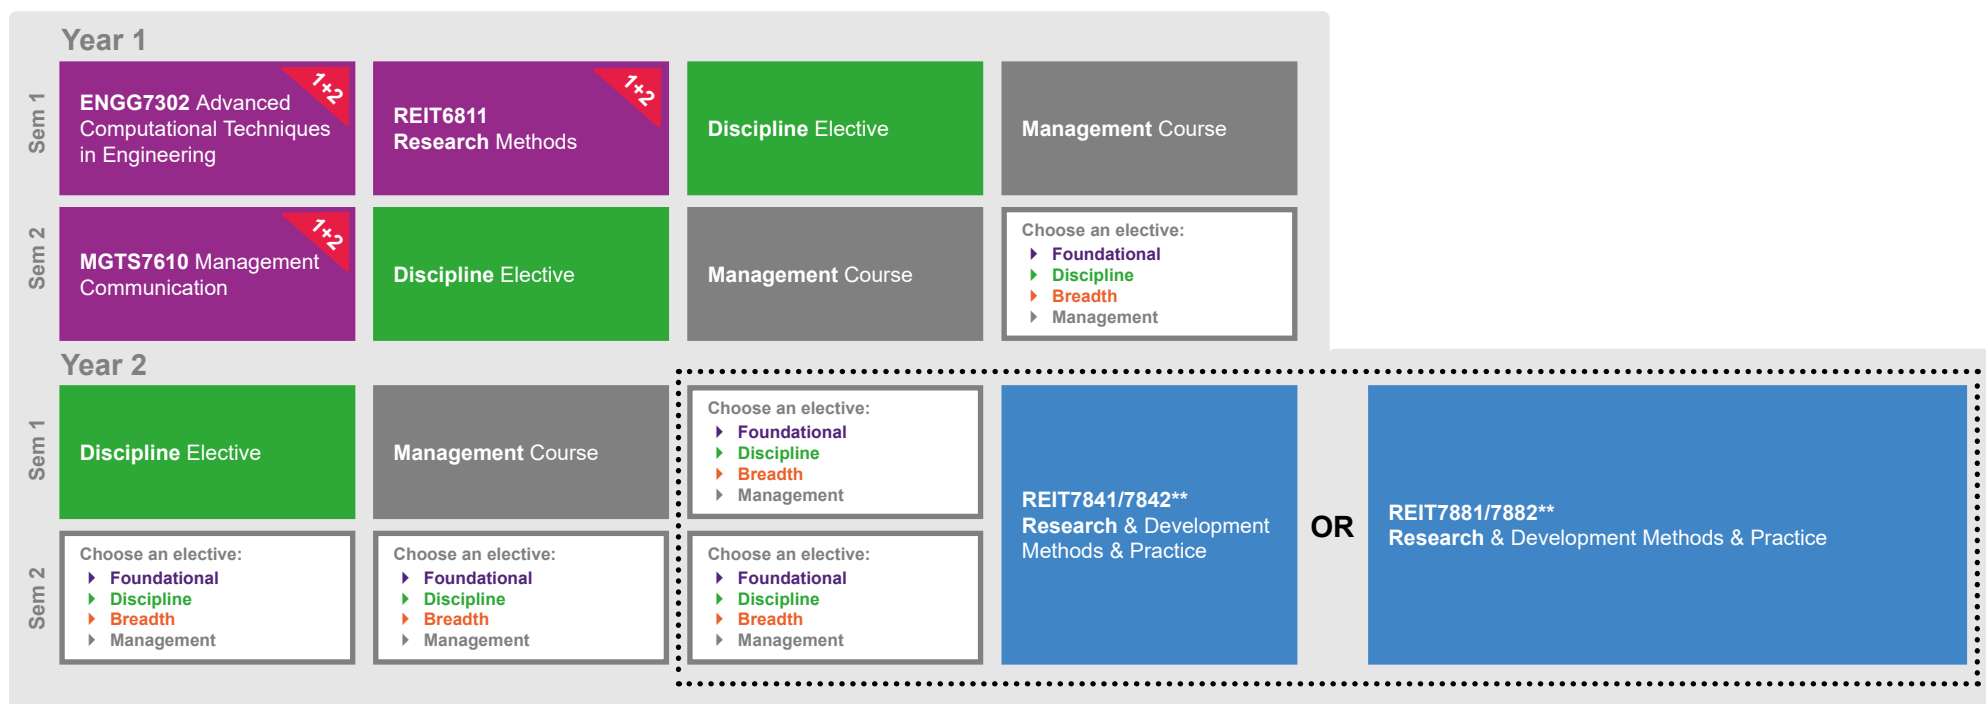 Year 1
Sem 1
ENGG7302 Advanced
Computational Techniques
in Engineering
1+2
REIT6811
Research Methods
1+2
Discipline Elective
Management Course
Sem 2
MGTS7610 Management
Communication
1+2
Discipline Elective
Management Course
Choose an elective:
Foundational
Discipline
Breadth
Management
Year 2
Sem 1
Discipline Elective
Management Course
Choose an elective:
Foundational
Discipline
Breadth
Management
REIT7841/7842**
Research & Development
Methods & Practice
OR
REIT7881/7882**
Research & Development Methods & Practice
Sem 2
Choose an elective:
Foundational
Discipline
Breadth
Management
Choose an elective:
Foundational
Discipline
Breadth
Management
Choose an elective:
Foundational
Discipline
Breadth
Management